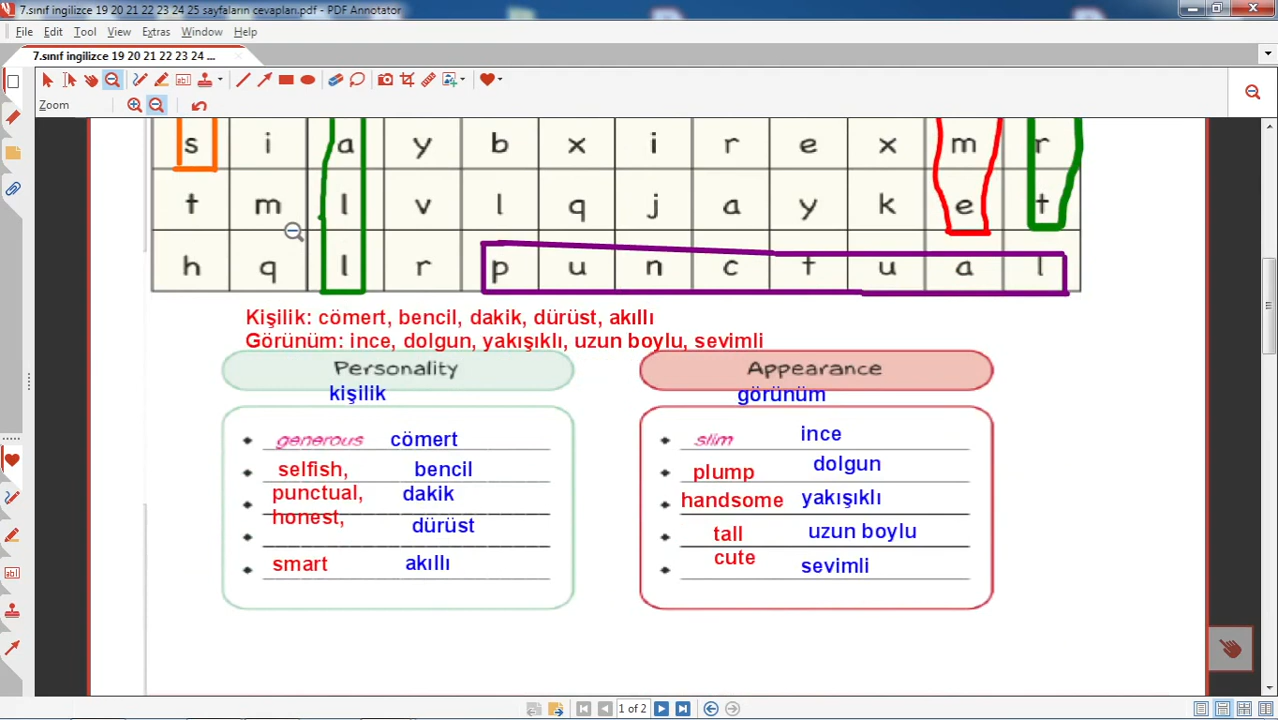 7.sınıf ingilizce 19 20 21 22 23 24 25 sayfaların cevapları.pdf - PDF Annotator
File Edit Tool View Extras Window Help
7.sınıf ingilizce 19 20 21 22 23 24 ...
Zoom
s i a y b x i r e x m r
t m l v l q j a y k e t
h q l r p u n c t u a l
Kişilik: cömert, bencil, dakik, dürüst, akıllı
Görünüm: ince, dolgun, yakışıklı, uzun boylu, sevimli
Personality
kişilik
generous cömert
selfish, bencil
punctual, dakik
honest, dürüst
smart akıllı
Appearance
görünüm
slim ince
plump dolgun
handsome yakışıklı
tall uzun boylu
cute sevimli
1 of 2